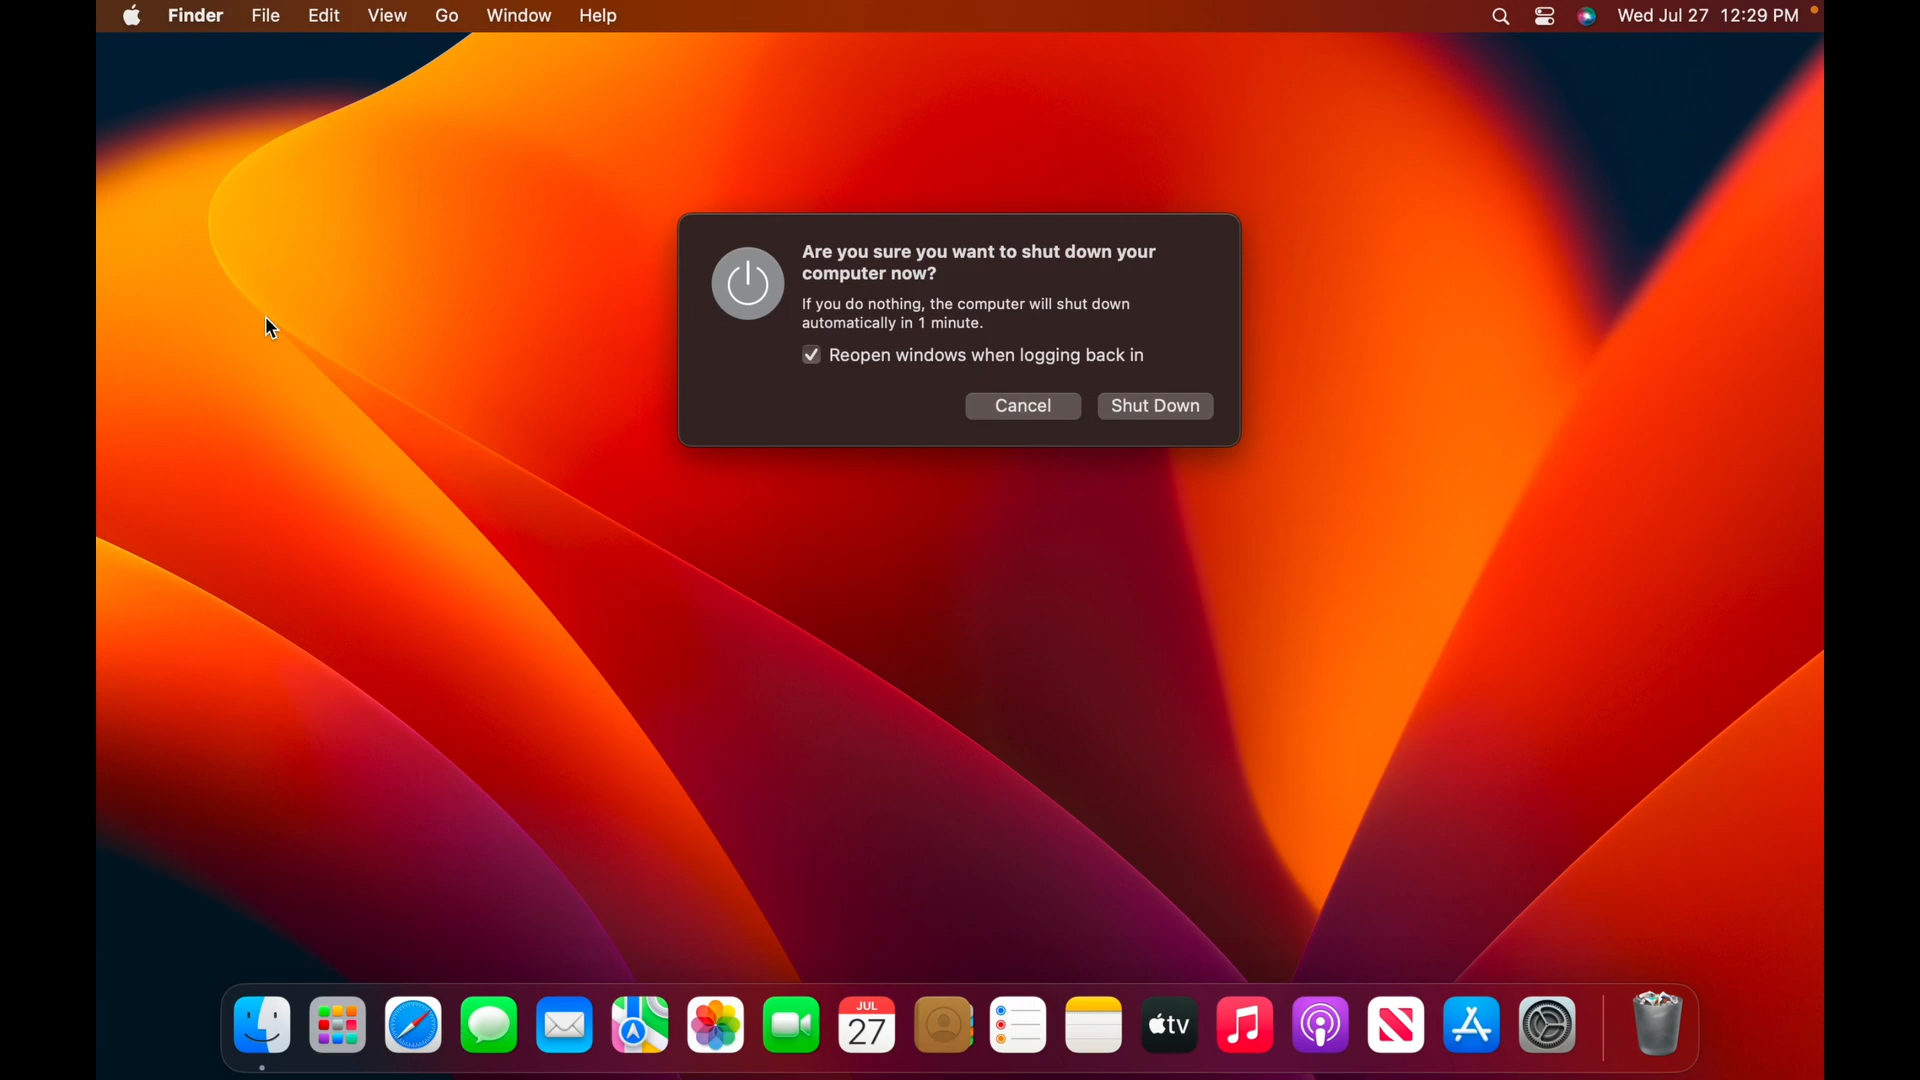 Finder File Edit View Go Window Help Wed Jul 27 12:29 PM
Are you sure you want to shut down your
computer now?
If you do nothing, the computer will shut down
automatically in 1 minute.
Reopen windows when logging back in
Cancel Shut Down
JUL
27
tv